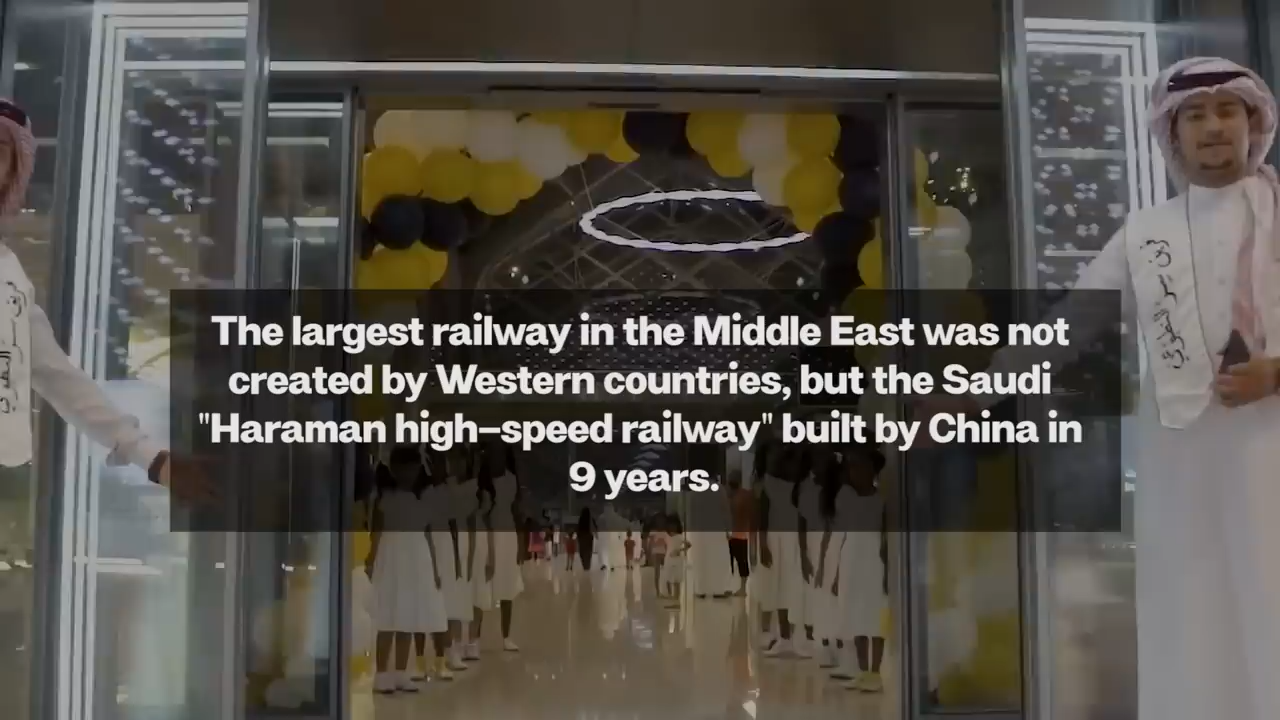 The largest railway in the Middle East was not
created by Western countries, but the Saudi
"Haraman high–speed railway" built by China in
9 years.